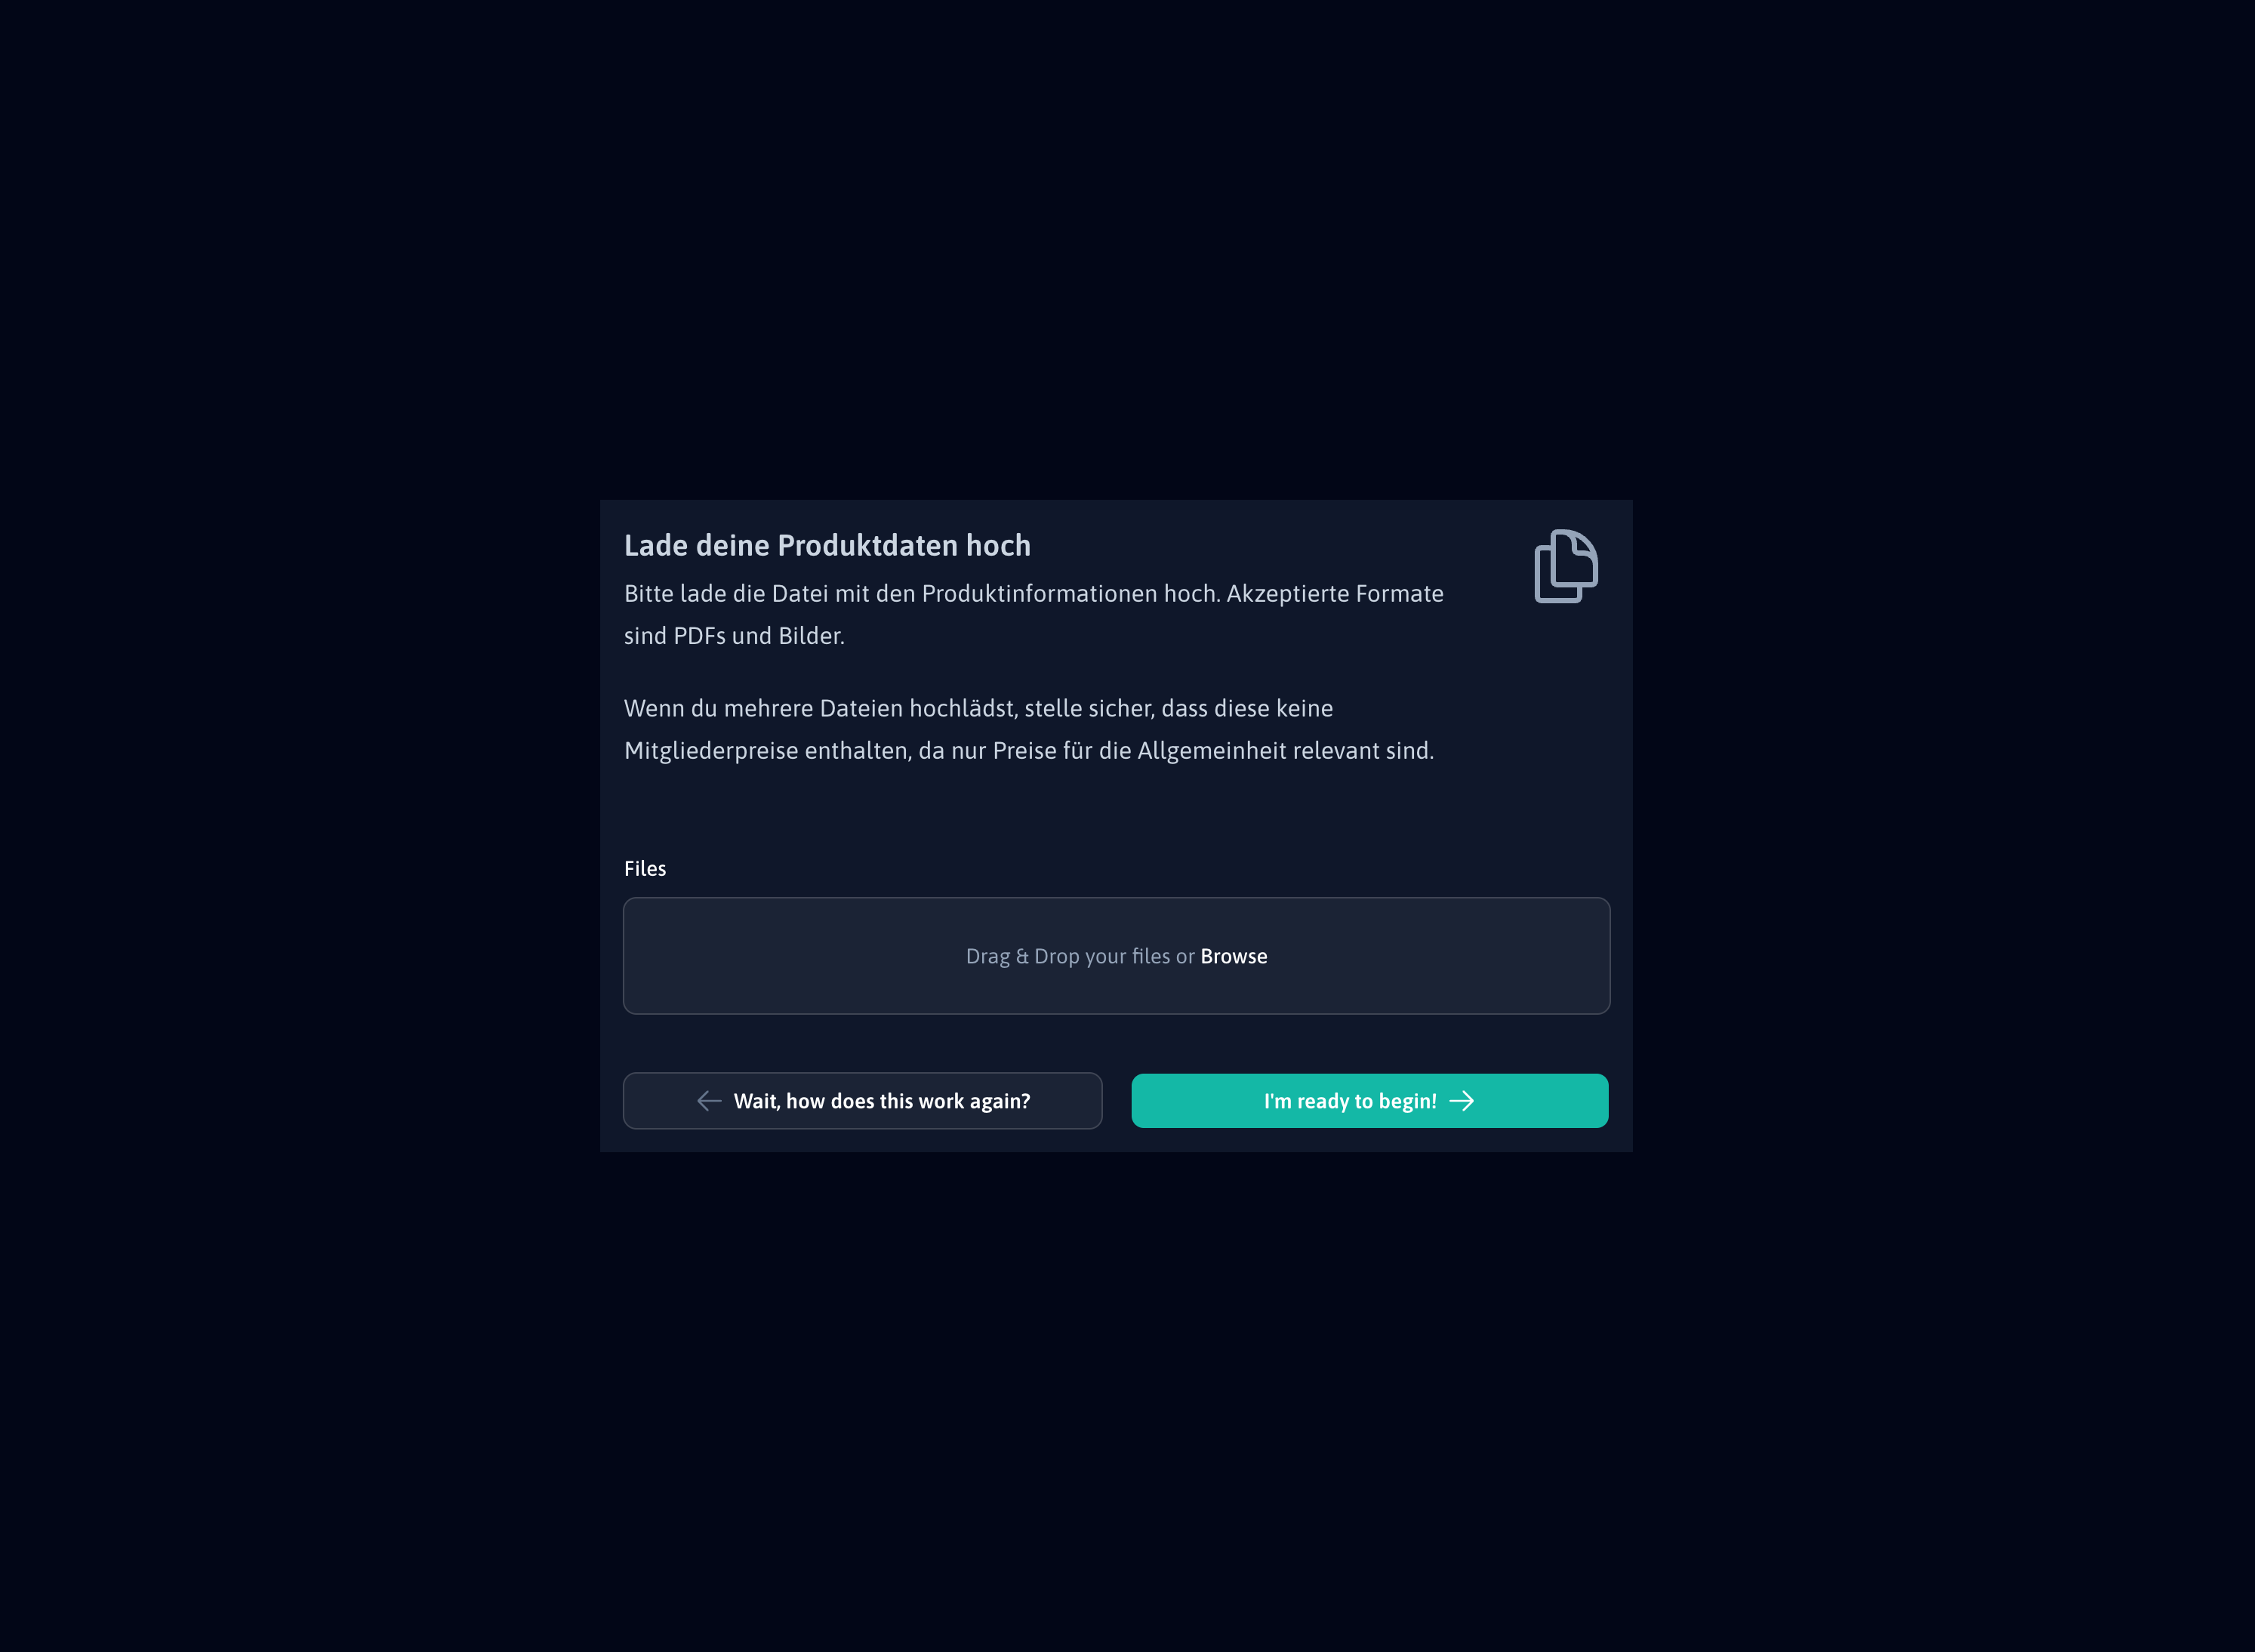 Lade deine Produktdaten hoch
Bitte lade die Datei mit den Produktinformationen hoch. Akzeptierte Formate
sind PDFs und Bilder.
Wenn du mehrere Dateien hochlädst, stelle sicher, dass diese keine
Mitgliederpreise enthalten, da nur Preise für die Allgemeinheit relevant sind.
Files
Drag & Drop your files or Browse
Wait, how does this work again?
I'm ready to begin!